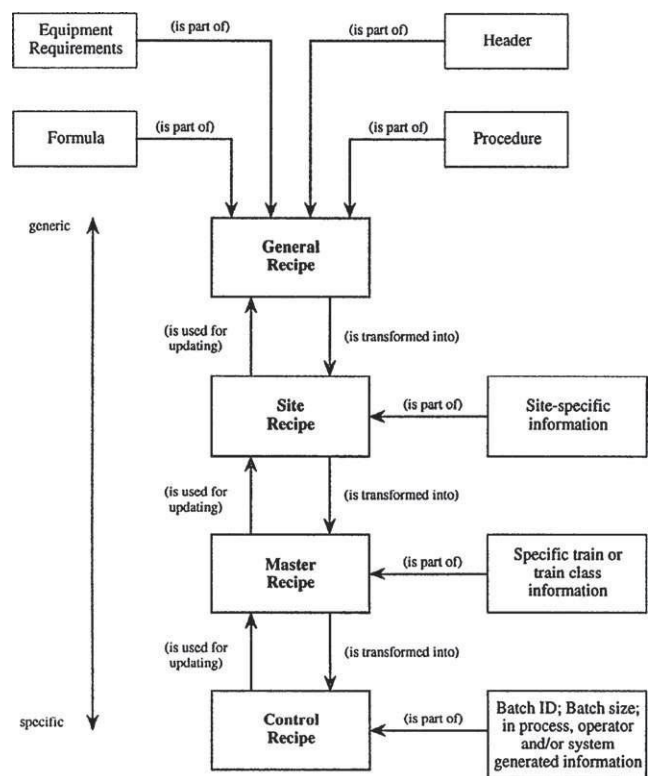 Equipment
Requirements
(is part of)
(is part of)
Header
Formula
(is part of)
(is part of)
Procedure
generic
General
Recipe
(is used for
updating)
(is transformed into)
Site
Recipe
(is part of)
Site-specific
information
(is used for
updating)
(is transformed into)
Master
Recipe
(is part of)
Specific train or
train class
information
(is used for
updating)
(is transformed into)
specific
Control
Recipe
(is part of)
Batch ID; Batch size;
in process, operator
and/or system
generated information